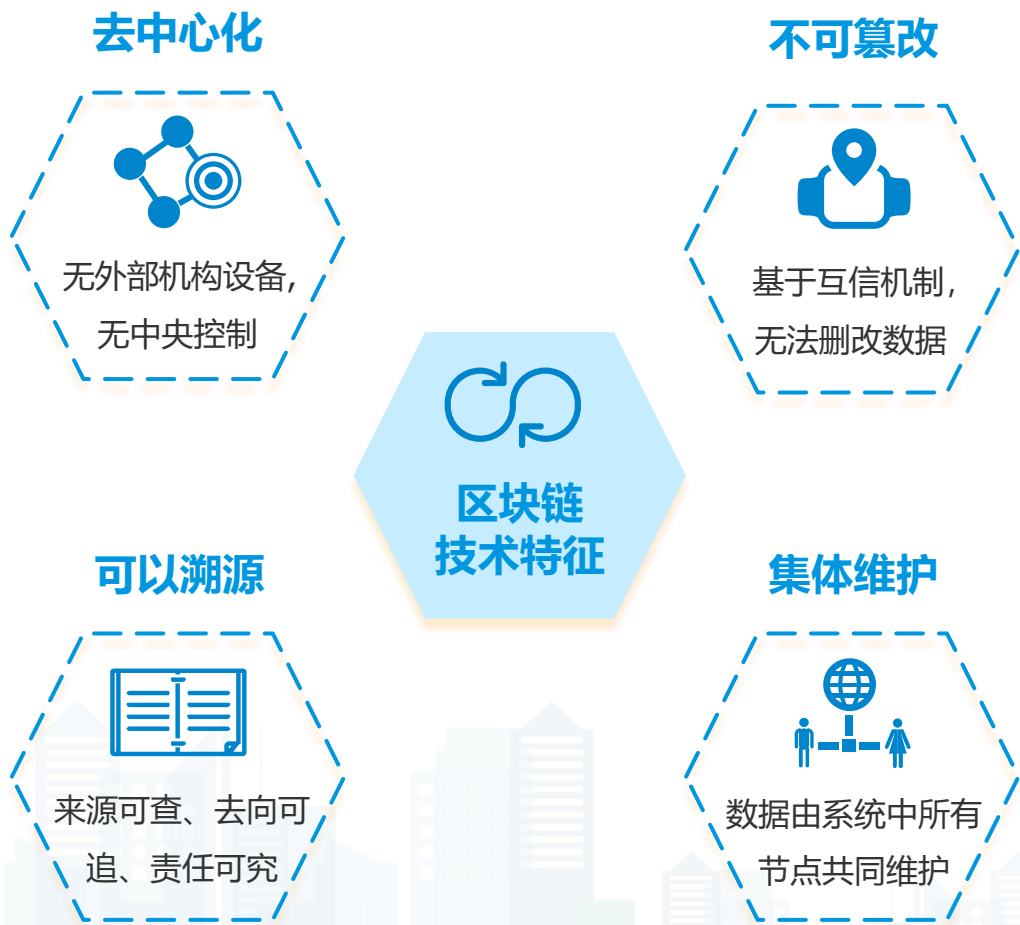 去中心化
无外部机构设备,
无中央控制
不可篡改
基于互信机制,
无法删改数据
区块链
技术特征
可以溯源
来源可查、去向可
追、责任可究
集体维护
数据由系统中所有
节点共同维护